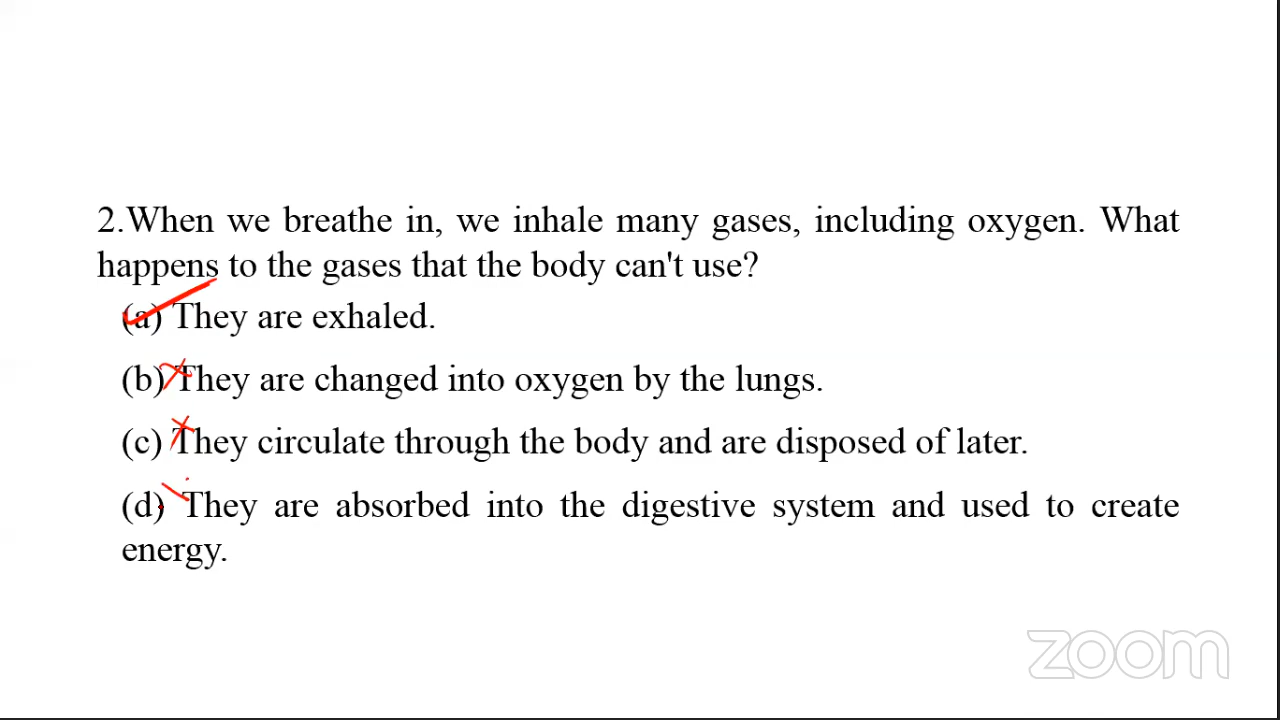 2.When we breathe in, we inhale many gases, including oxygen. What
happens to the gases that the body can't use?
(a) They are exhaled.
(b) They are changed into oxygen by the lungs.
(c) They circulate through the body and are disposed of later.
(d) They are absorbed into the digestive system and used to create
energy.
zoom